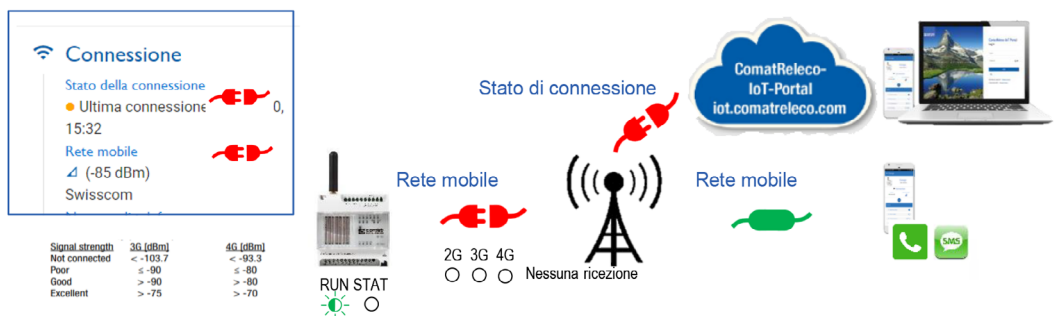 Connessione
Stato della connessione
Ultima connessione 0,
15:32
Rete mobile
(-85 dBm)
Swisscom
Signal strength 3G [dBm] 4G [dBm]
Not connected < -103.7 < -93.3
Poor ≤ -90 ≤ -80
Good > -90 > -80
Excellent > -75 > -70
RUN STAT
Rete mobile
2G 3G 4G
Nessuna ricezione
Stato di connessione
ComatReleco-
IoT-Portal
iot.comatreleco.com
Rete mobile
SMS